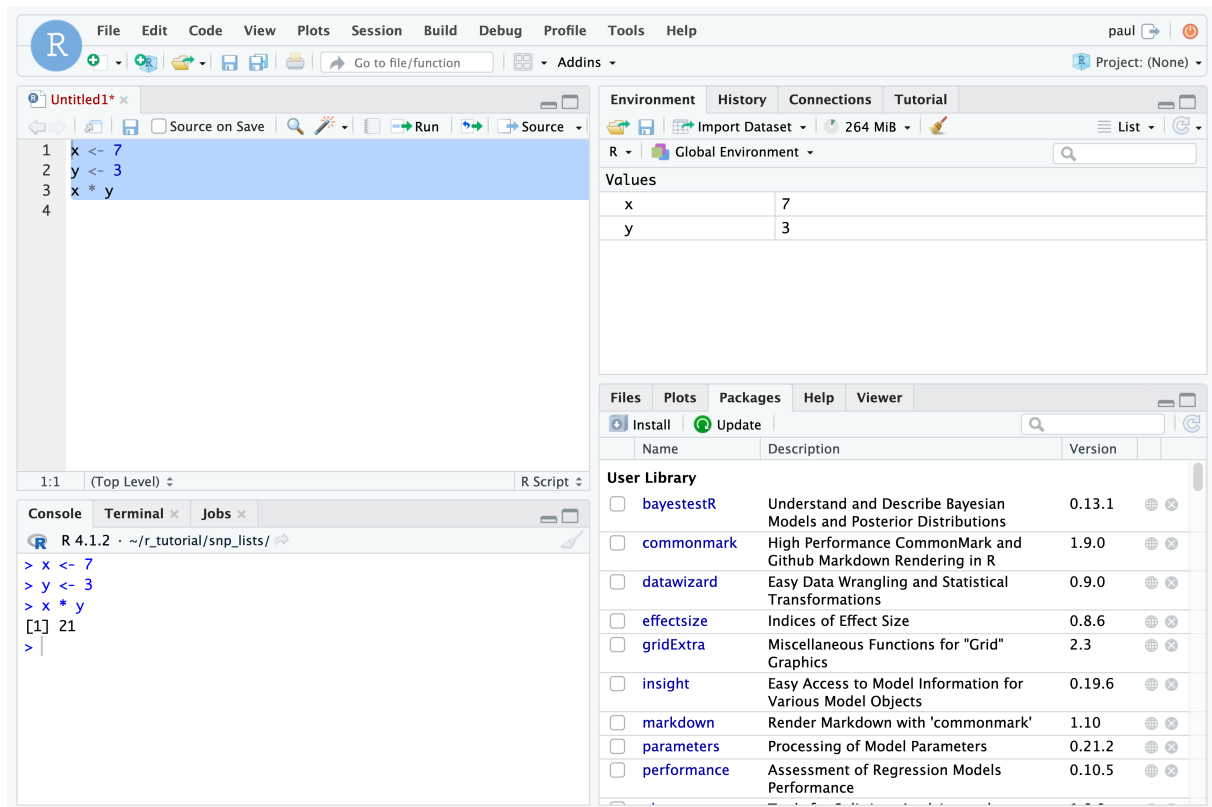 R
File Edit Code View Plots Session Build Debug Profile Tools Help
paul
Go to file/function
Addins
Project: (None)
Untitled1*
Source on Save
Run
Source
1 x <- 7
2 y <- 3
3 x * y
4
1:1 (Top Level)
R Script
Console Terminal Jobs
R 4.1.2 · ~/r_tutorial/snp_lists/
> x <- 7
> y <- 3
> x * y
[1] 21
>
Environment History Connections Tutorial
Import Dataset
264 MiB
List
R
Global Environment
Values
x 7
y 3
Files Plots Packages Help Viewer
Install Update
Name Description Version
User Library
bayestestR Understand and Describe Bayesian 0.13.1
Models and Posterior Distributions
commonmark High Performance CommonMark and 1.9.0
Github Markdown Rendering in R
datawizard Easy Data Wrangling and Statistical 0.9.0
Transformations
effectsize Indices of Effect Size 0.8.6
gridExtra Miscellaneous Functions for "Grid" 2.3
Graphics
insight Easy Access to Model Information for 0.19.6
Various Model Objects
markdown Render Markdown with 'commonmark' 1.10
parameters Processing of Model Parameters 0.21.2
performance Assessment of Regression Models 0.10.5
Performance